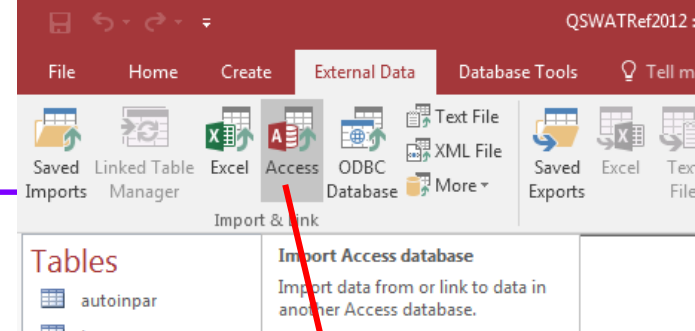 QSWATRef2012 :
File Home Create External Data Database Tools Tell m
Saved Imports
Linked Table Manager
Excel
Access
ODBC Database
Text File
XML File
More
Saved Exports
Excel
Text File
Import & Link
Tables
autoinpar
Import Access database
Import data from or link to data in
another Access database.